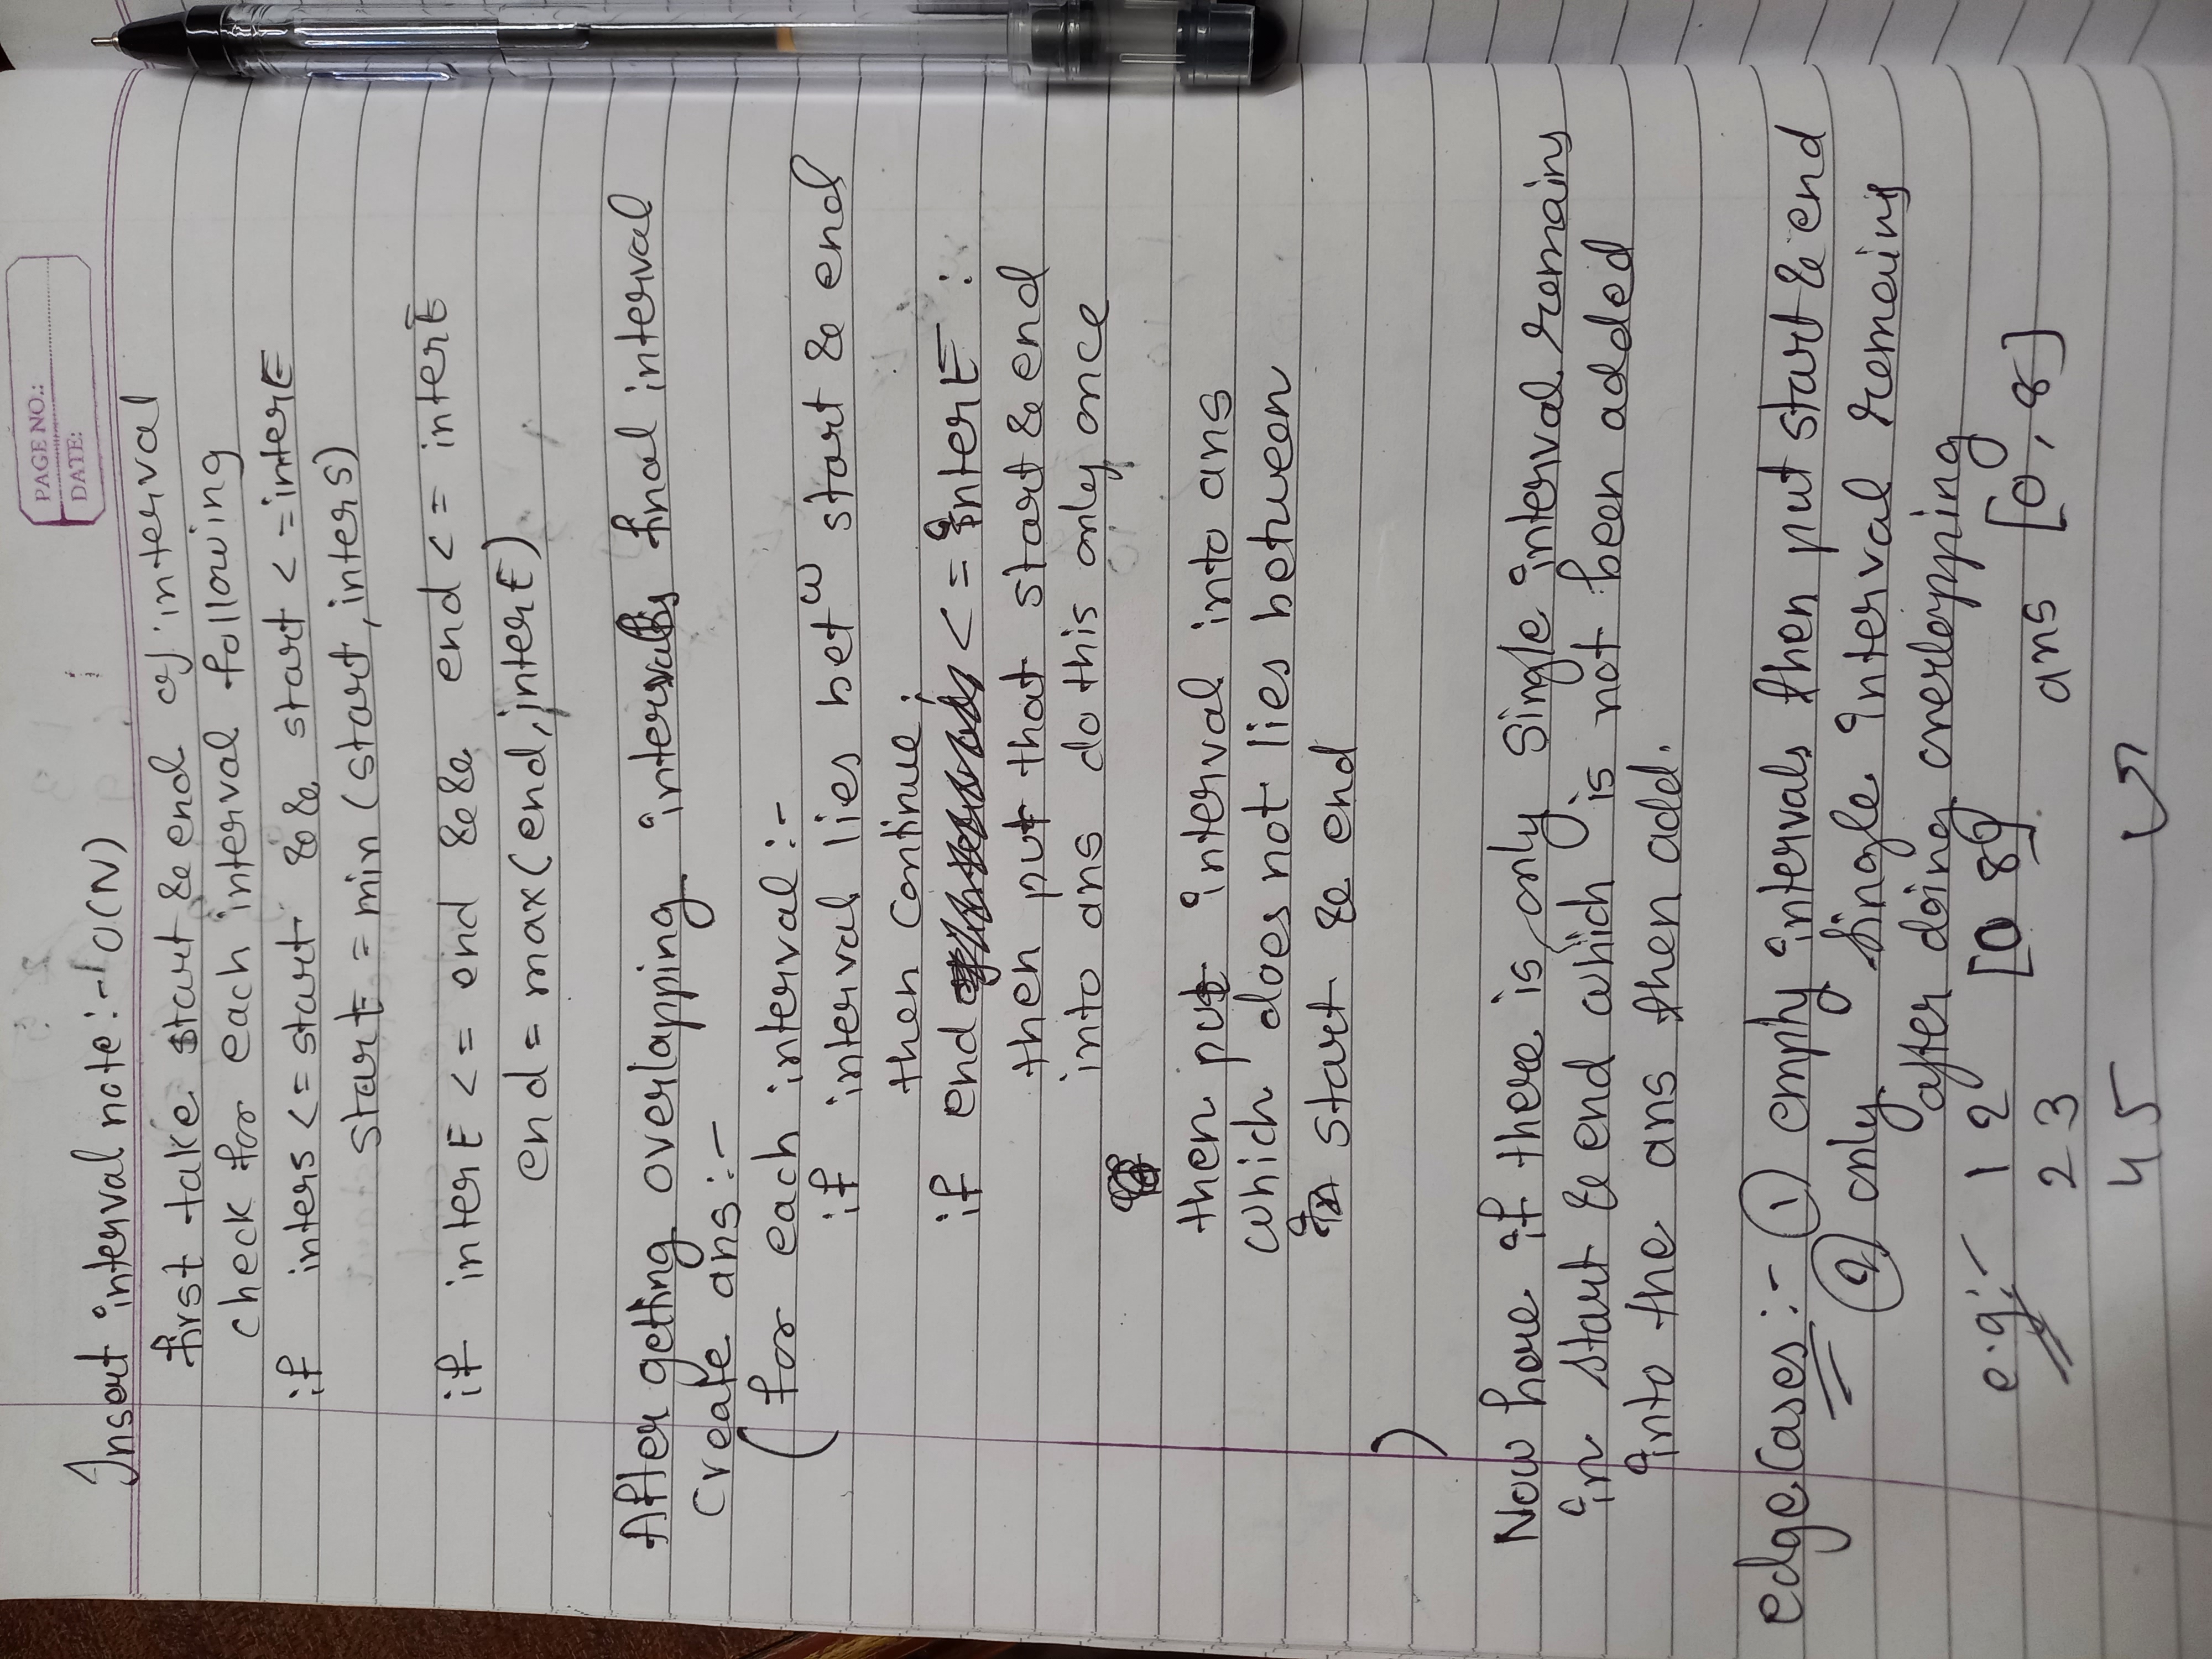 PAGE NO.:
DATE:
Insert interval note:- O(N)
first take start & end of interval
check for each interval following
if inters <= start && start <= interE
start = min (start, inters)
if interE <= end && end <= interE
end = max(end, interE)
After getting overlapping intervals final interval
Create ans :-
( for each interval :-
if interval lies betw start & end
then continue;
if end <= interE :
then put that start & end
into ans do this only once
then put interval into ans
which does not lies between
start & end
)
Now here if there is only single interval remains
in start & end which is not been added
into the ans then add.
edge cases :- ① empty intervals then put start & end
② only single interval remains
after doing overlapping
e.g:- 1 2 [0 8] ans [0, 8]
2 3
4 5